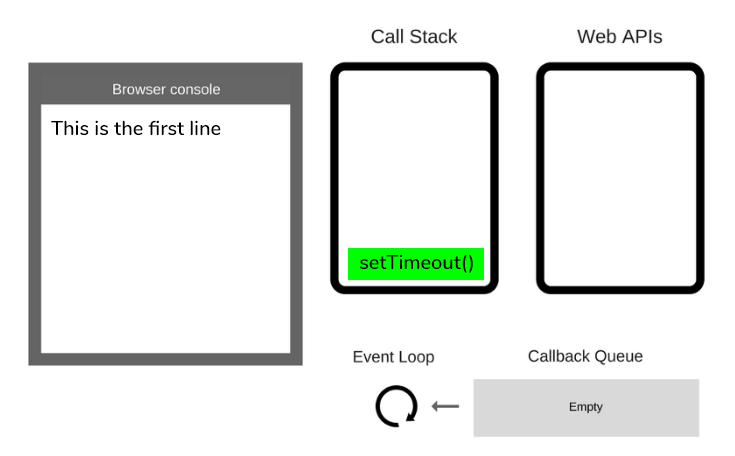 Call Stack
Web APIs
Browser console
This is the first line
setTimeout()
Event Loop
Callback Queue
Empty